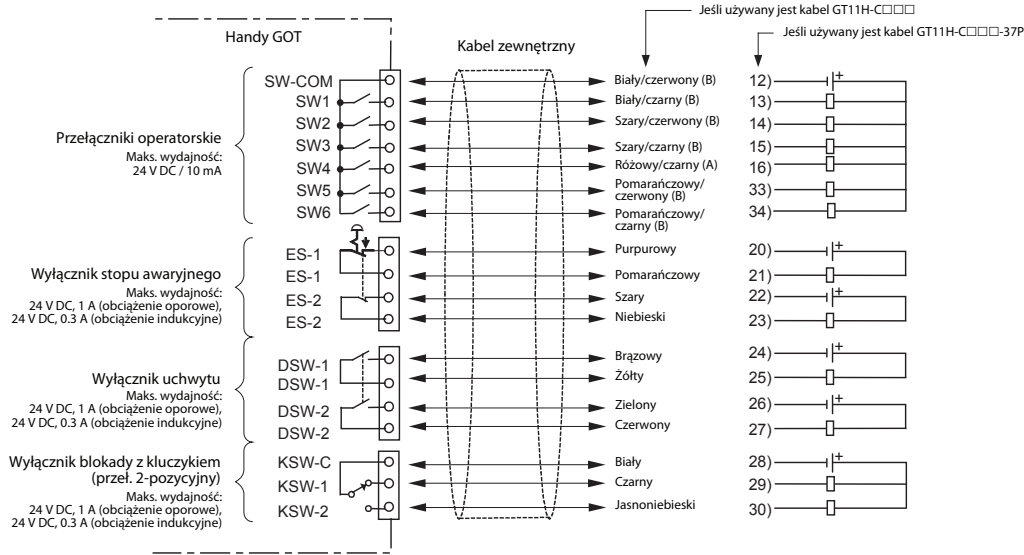 Jeśli używany jest kabel GT11H-C□□□
Jeśli używany jest kabel GT11H-C□□□-37P
Handy GOT
Kabel zewnętrzny
Przełączniki operatorskie
Maks. wydajność:
24 V DC / 10 mA
SW-COM
Biały/czerwony (B)
12)
+
SW1
Biały/czarny (B)
13)
SW2
Szary/czerwony (B)
14)
SW3
Szary/czarny (B)
15)
SW4
Różowy/czarny (A)
16)
SW5
Pomarańczowy/
czerwony (B)
33)
SW6
Pomarańczowy/
czarny (B)
34)
Wyłącznik stopu awaryjnego
Maks. wydajność:
24 V DC, 1 A (obciążenie oporowe),
24 V DC, 0.3 A (obciążenie indukcyjne)
ES-1
Purpurowy
20)
+
ES-1
Pomarańczowy
21)
ES-2
Szary
22)
+
ES-2
Niebieski
23)
Wyłącznik uchwytu
Maks. wydajność:
24 V DC, 1 A (obciążenie oporowe),
24 V DC, 0.3 A (obciążenie indukcyjne)
DSW-1
Brązowy
24)
+
DSW-1
Żółty
25)
DSW-2
Zielony
26)
+
DSW-2
Czerwony
27)
Wyłącznik blokady z kluczykiem
(przeł. 2-pozycyjny)
Maks. wydajność:
24 V DC, 1 A (obciążenie oporowe),
24 V DC, 0.3 A (obciążenie indukcyjne)
KSW-C
Biały
28)
+
KSW-1
Czarny
29)
KSW-2
Jasnoniebieski
30)